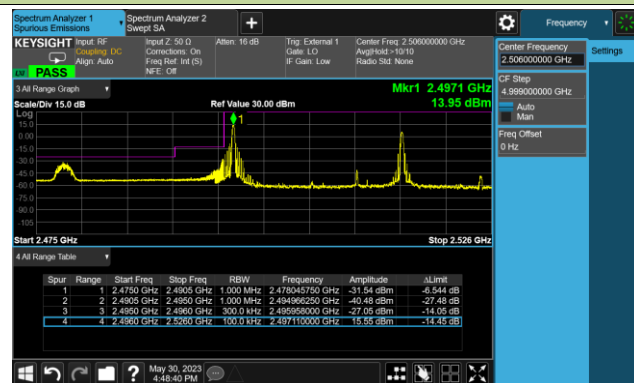 Spectrum Analyzer 1
Spurious Emissions
Spectrum Analyzer 2
Swept SA
Frequency
KEYSIGHT
Input: RF
Coupling: DC
Align: Auto
Input Z: 50 Ω
Corrections: On
Freq Ref: Int (S)
NFE: Off
Atten: 16 dB
Trig: External 1
Gate: LO
IF Gain: Low
Center Freq: 2.506000000 GHz
Avg|Hold:>10/10
Radio Std: None
PASS
Center Frequency
2.506000000 GHz
Settings
CF Step
4.999000000 GHz
Auto
Man
Freq Offset
0 Hz
3 All Range Graph
Mkr1 2.4971 GHz
13.95 dBm
Scale/Div 15.0 dB
Ref Value 30.00 dBm
Log
15.0
0.00
-15.0
-30.0
-45.0
-60.0
-75.0
-90.0
-105
1
Start 2.475 GHz
Stop 2.526 GHz
4 All Range Table
Spur Range Start Freq Stop Freq RBW Frequency Amplitude ΔLimit
1 1 2.4750 GHz 2.4905 GHz 1.000 MHz 2.478045750 GHz -31.54 dBm -6.544 dB
2 2 2.4905 GHz 2.4950 GHz 1.000 MHz 2.494966250 GHz -40.48 dBm -27.48 dB
3 3 2.4950 GHz 2.4960 GHz 300.0 kHz 2.495958000 GHz -27.05 dBm -14.05 dB
4 4 2.4960 GHz 2.5260 GHz 100.0 kHz 2.497110000 GHz 15.55 dBm -14.45 dB
?
May 30, 2023
4:48:40 PM